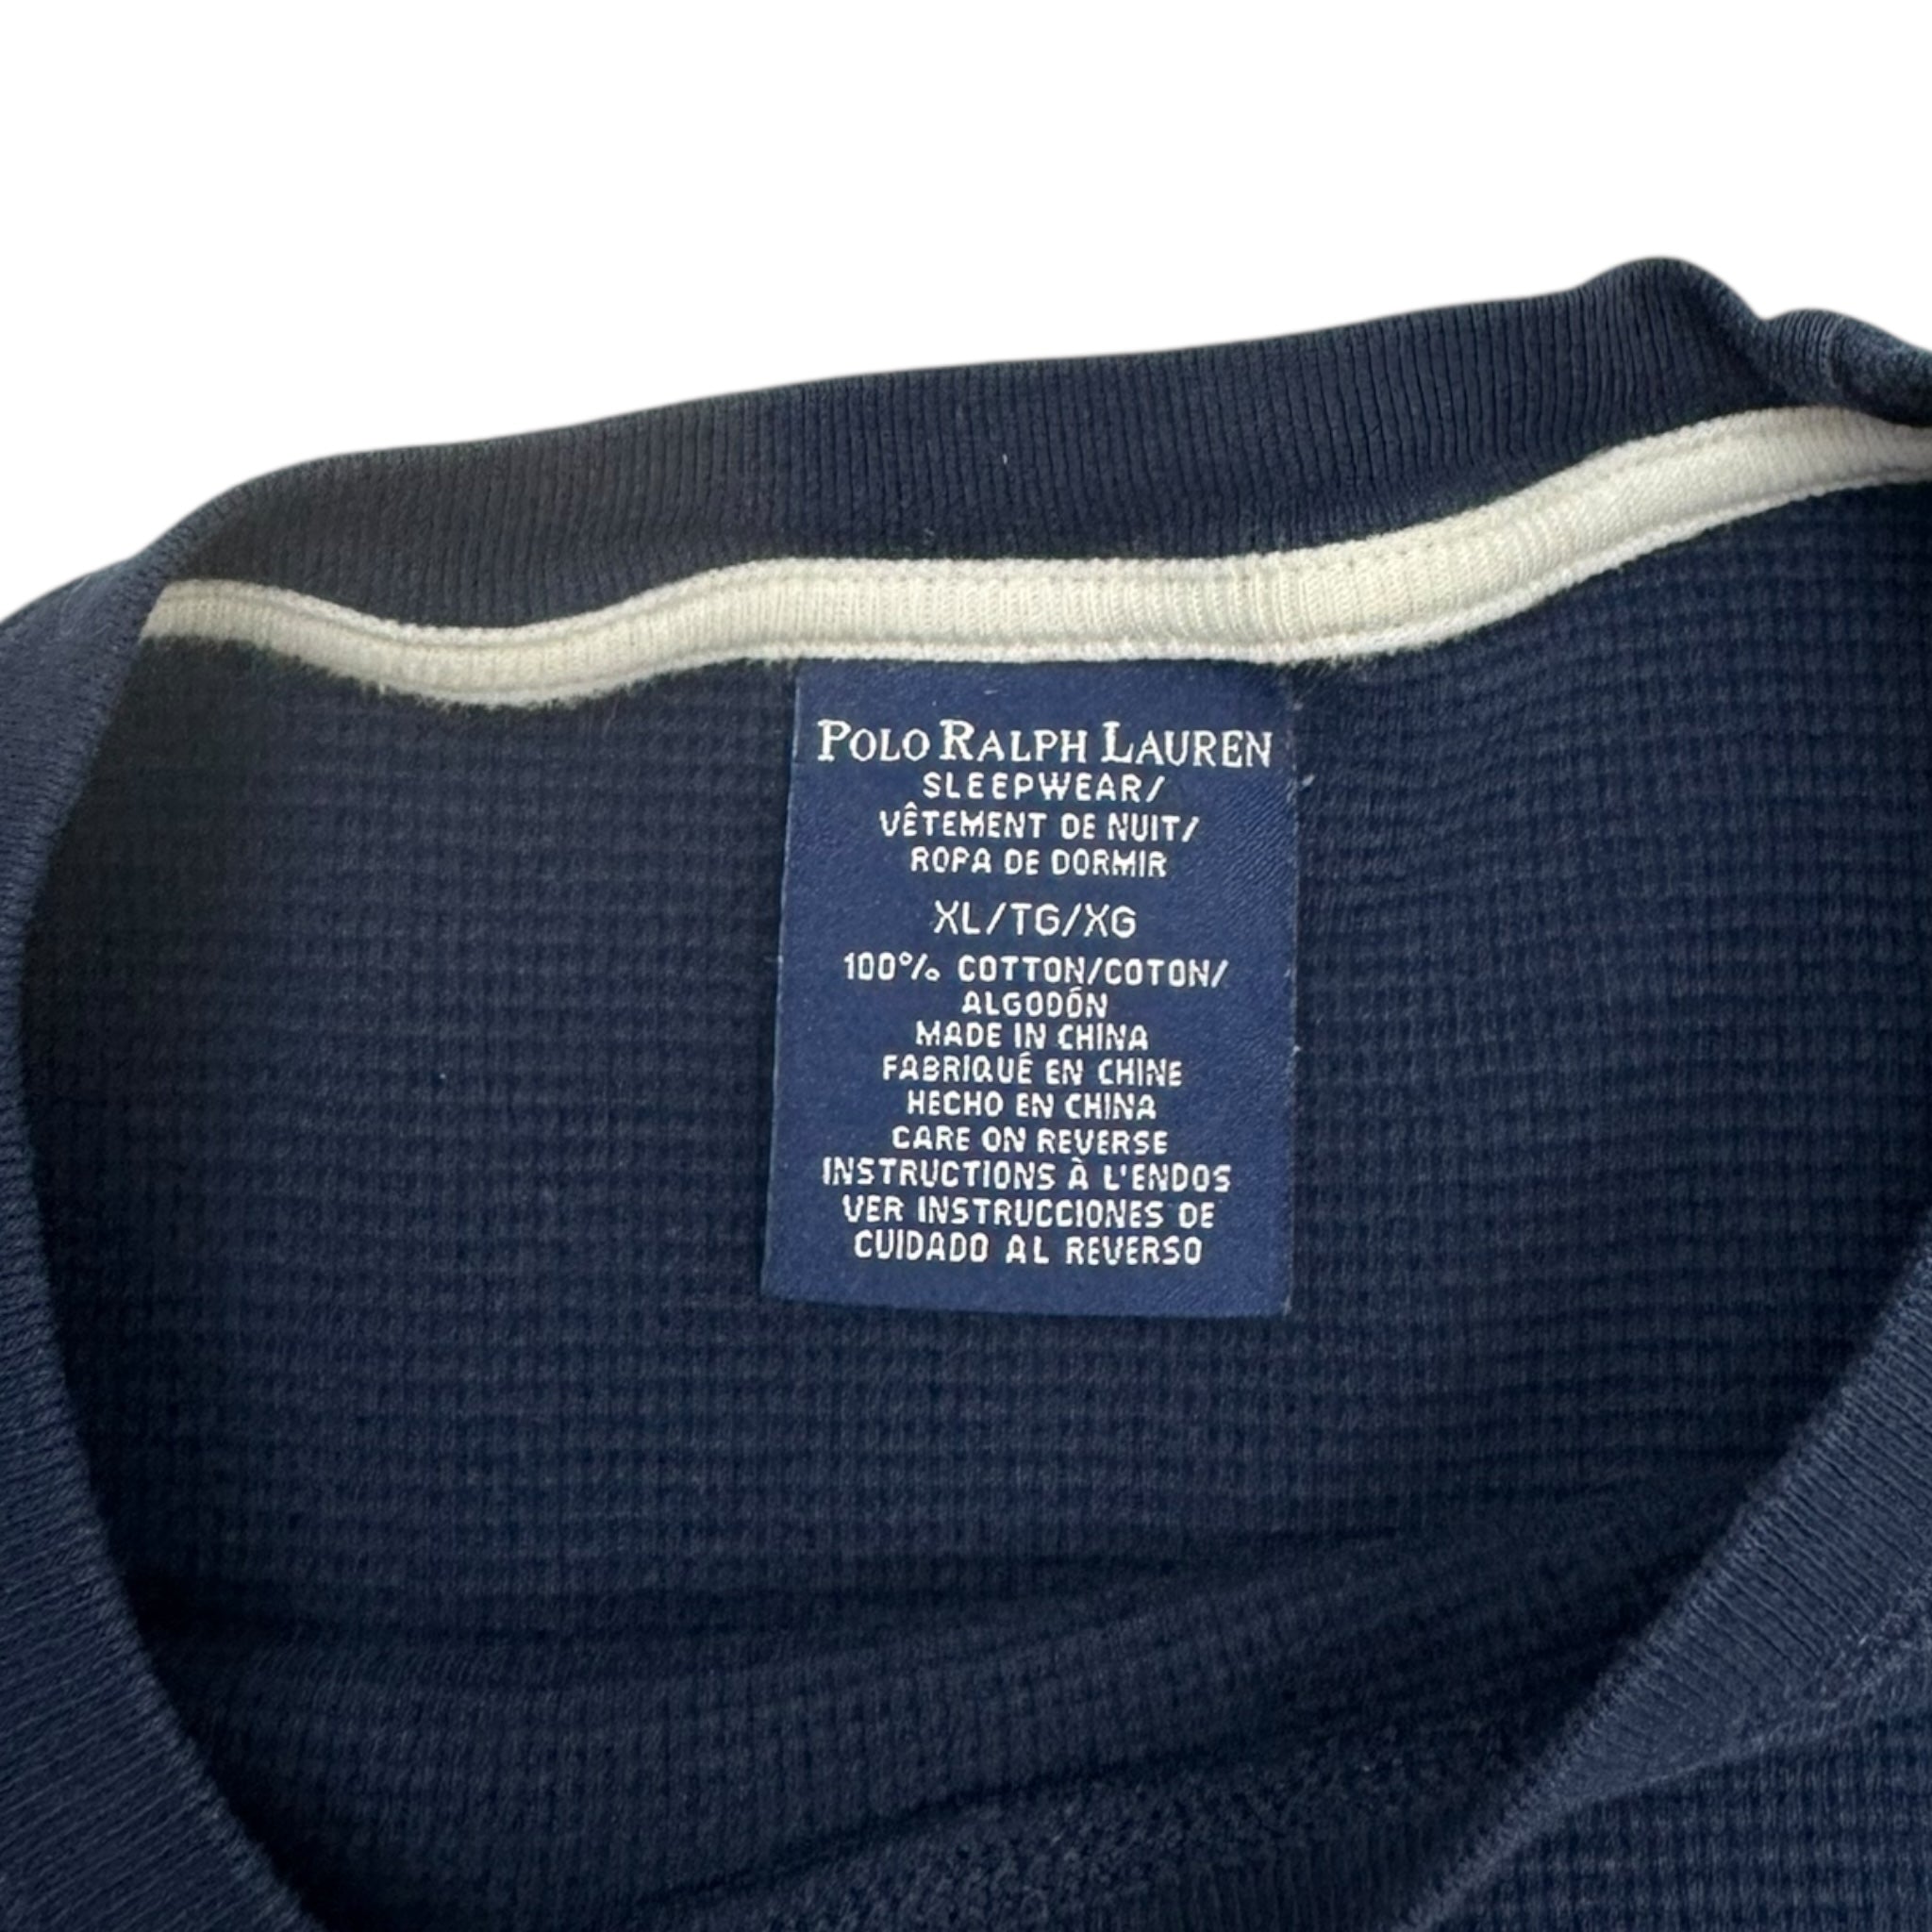 POLO RALPH LAUREN
SLEEPWEAR/
VÊTEMENT DE NUIT/
ROPA DE DORMIR
XL/TG/XG
100% COTTON/COTON/
ALGODÓN
MADE IN CHINA
FABRIQUÉ EN CHINE
HECHO EN CHINA
CARE ON REVERSE
INSTRUCTIONS À L'ENDOS
VER INSTRUCCIONES DE
CUIDADO AL REVERSO